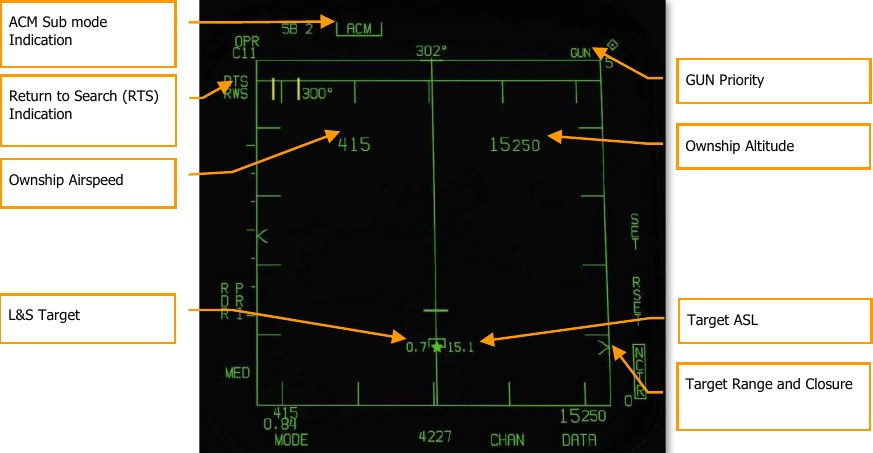 ACM Sub mode
Indication
Return to Search (RTS)
Indication
Ownship Airspeed
L&S Target
5B 2 ACM
OPR
C11
302°
GUN
5
RTS
RWS
300°
415
15250
SET
RSET
NCTR
PRI
RDR
0.7
15.1
MED
0
415
0.84
15250
MODE
4227
CHAN
DATA
GUN Priority
Ownship Altitude
Target ASL
Target Range and Closure